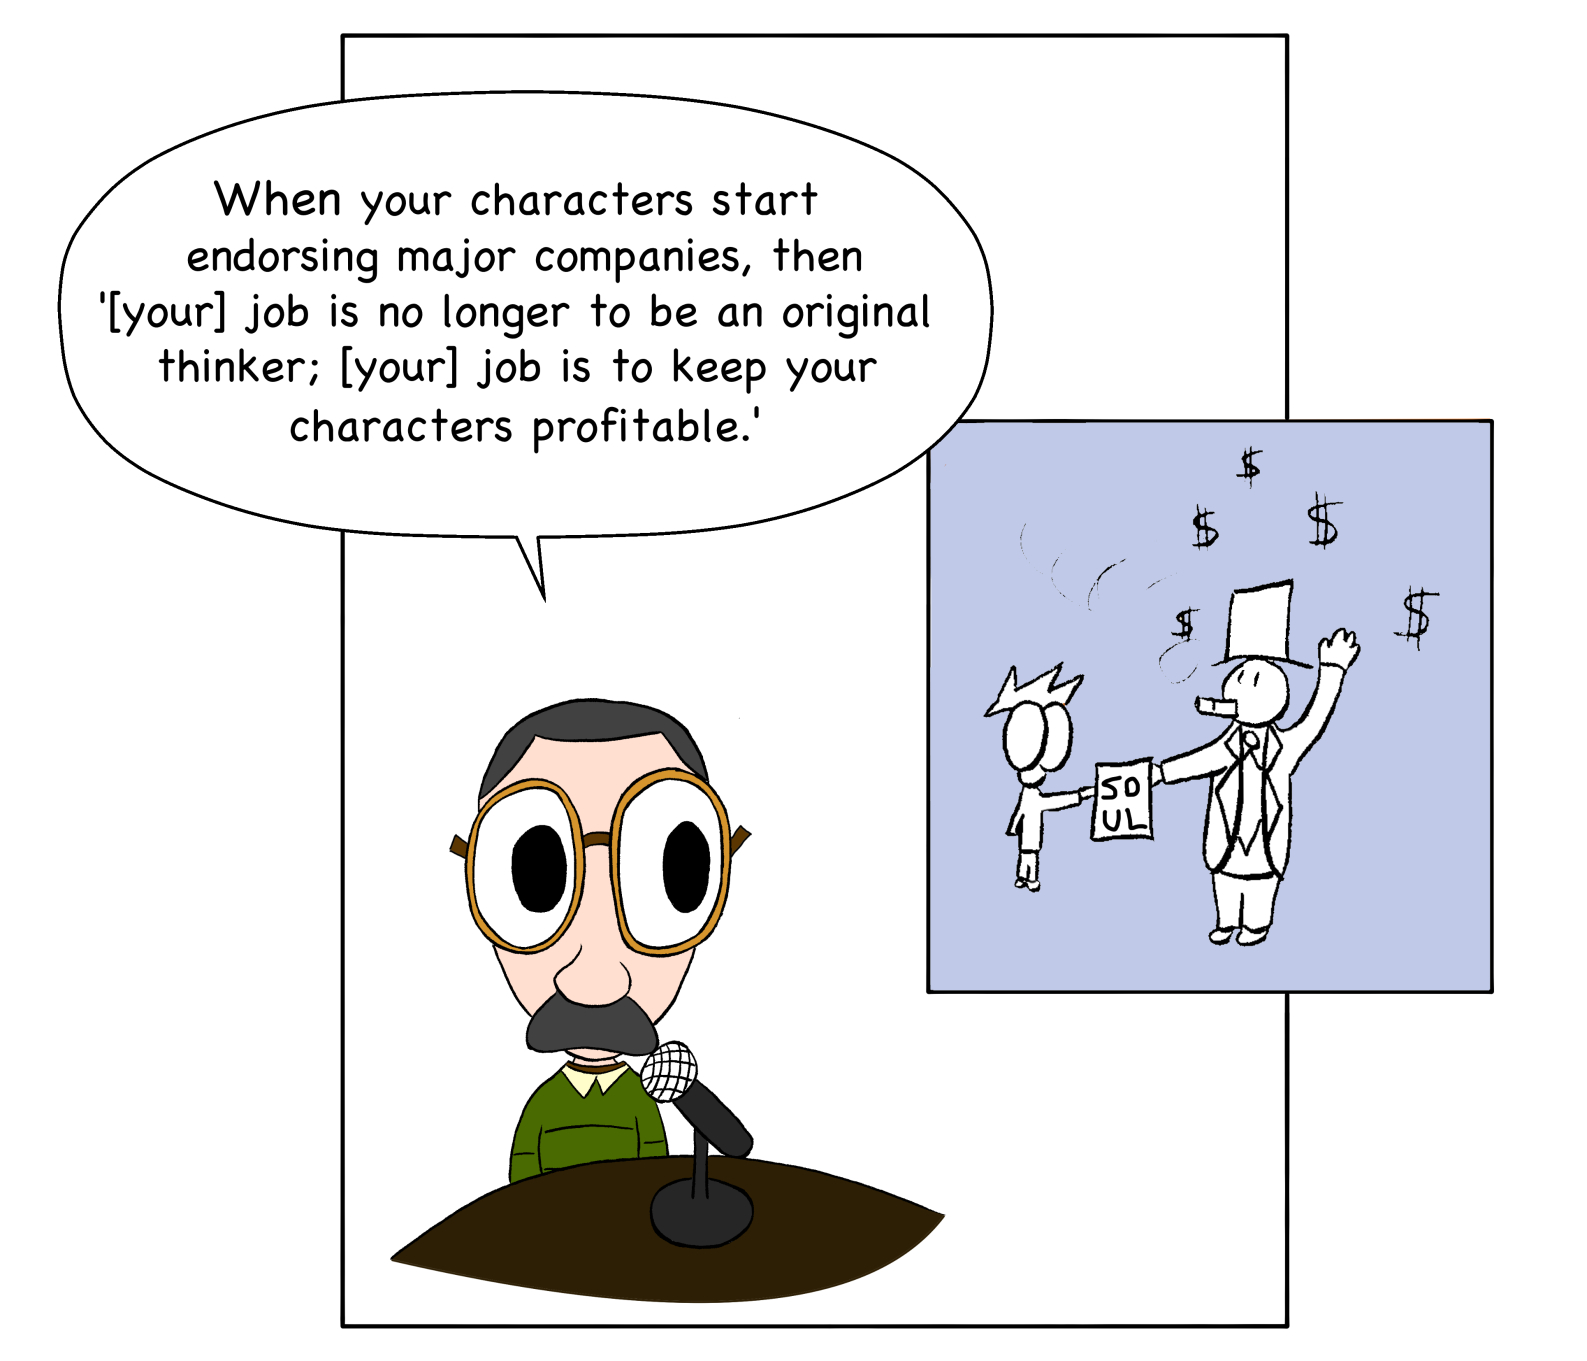 When your characters start
endorsing major companies, then
'[your] job is no longer to be an original
thinker; [your] job is to keep your
characters profitable.'
$
$
$
$
$
SO
UL